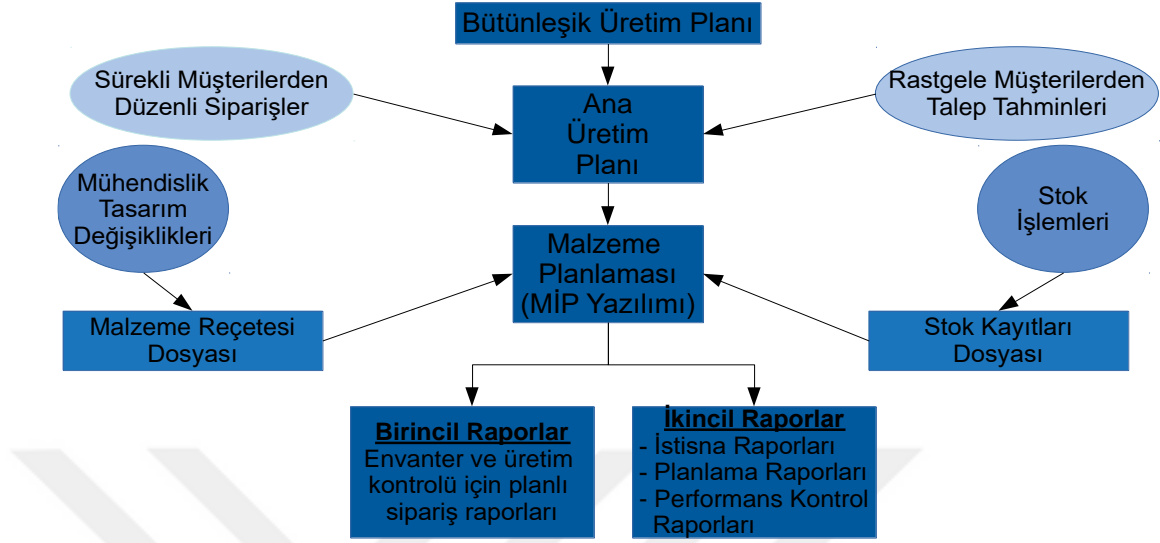 Bütünleşik Üretim Planı
Sürekli Müşterilerden
Düzenli Siparişler
Ana
Üretim
Planı
Rastgele Müşterilerden
Talep Tahminleri
Mühendislik
Tasarım
Değişiklikleri
Malzeme
Planlaması
(MİP Yazılımı)
Stok
İşlemleri
Malzeme Reçetesi
Dosyası
Stok Kayıtları
Dosyası
Birincil Raporlar
Envanter ve üretim
kontrolü için planlı
sipariş raporları
İkincil Raporlar
- İstisna Raporları
- Planlama Raporları
- Performans Kontrol
Raporları